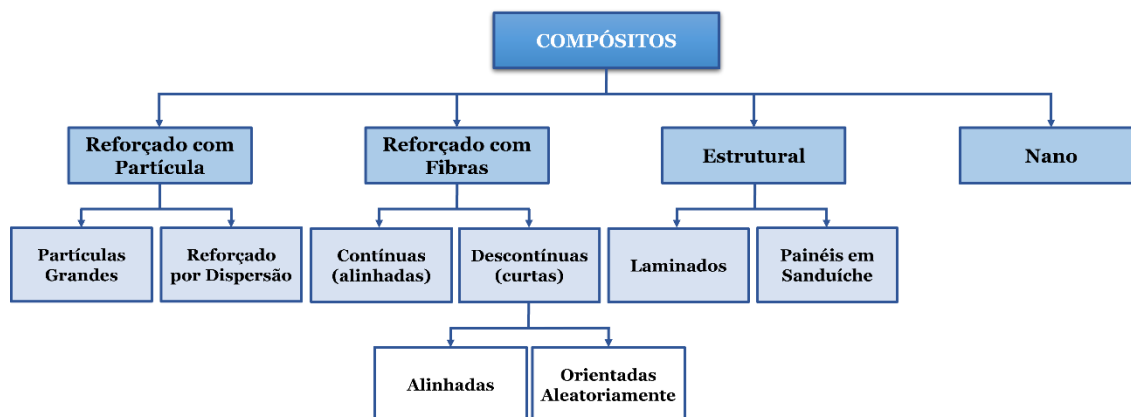 COMPÓSITOS
Reforçado com
Partícula
Reforçado com
Fibras
Estrutural
Nano
Partículas
Grandes
Reforçado
por Dispersão
Contínuas
(alinhadas)
Descontínuas
(curtas)
Laminados
Painéis em
Sanduíche
Alinhadas
Orientadas
Aleatoriamente